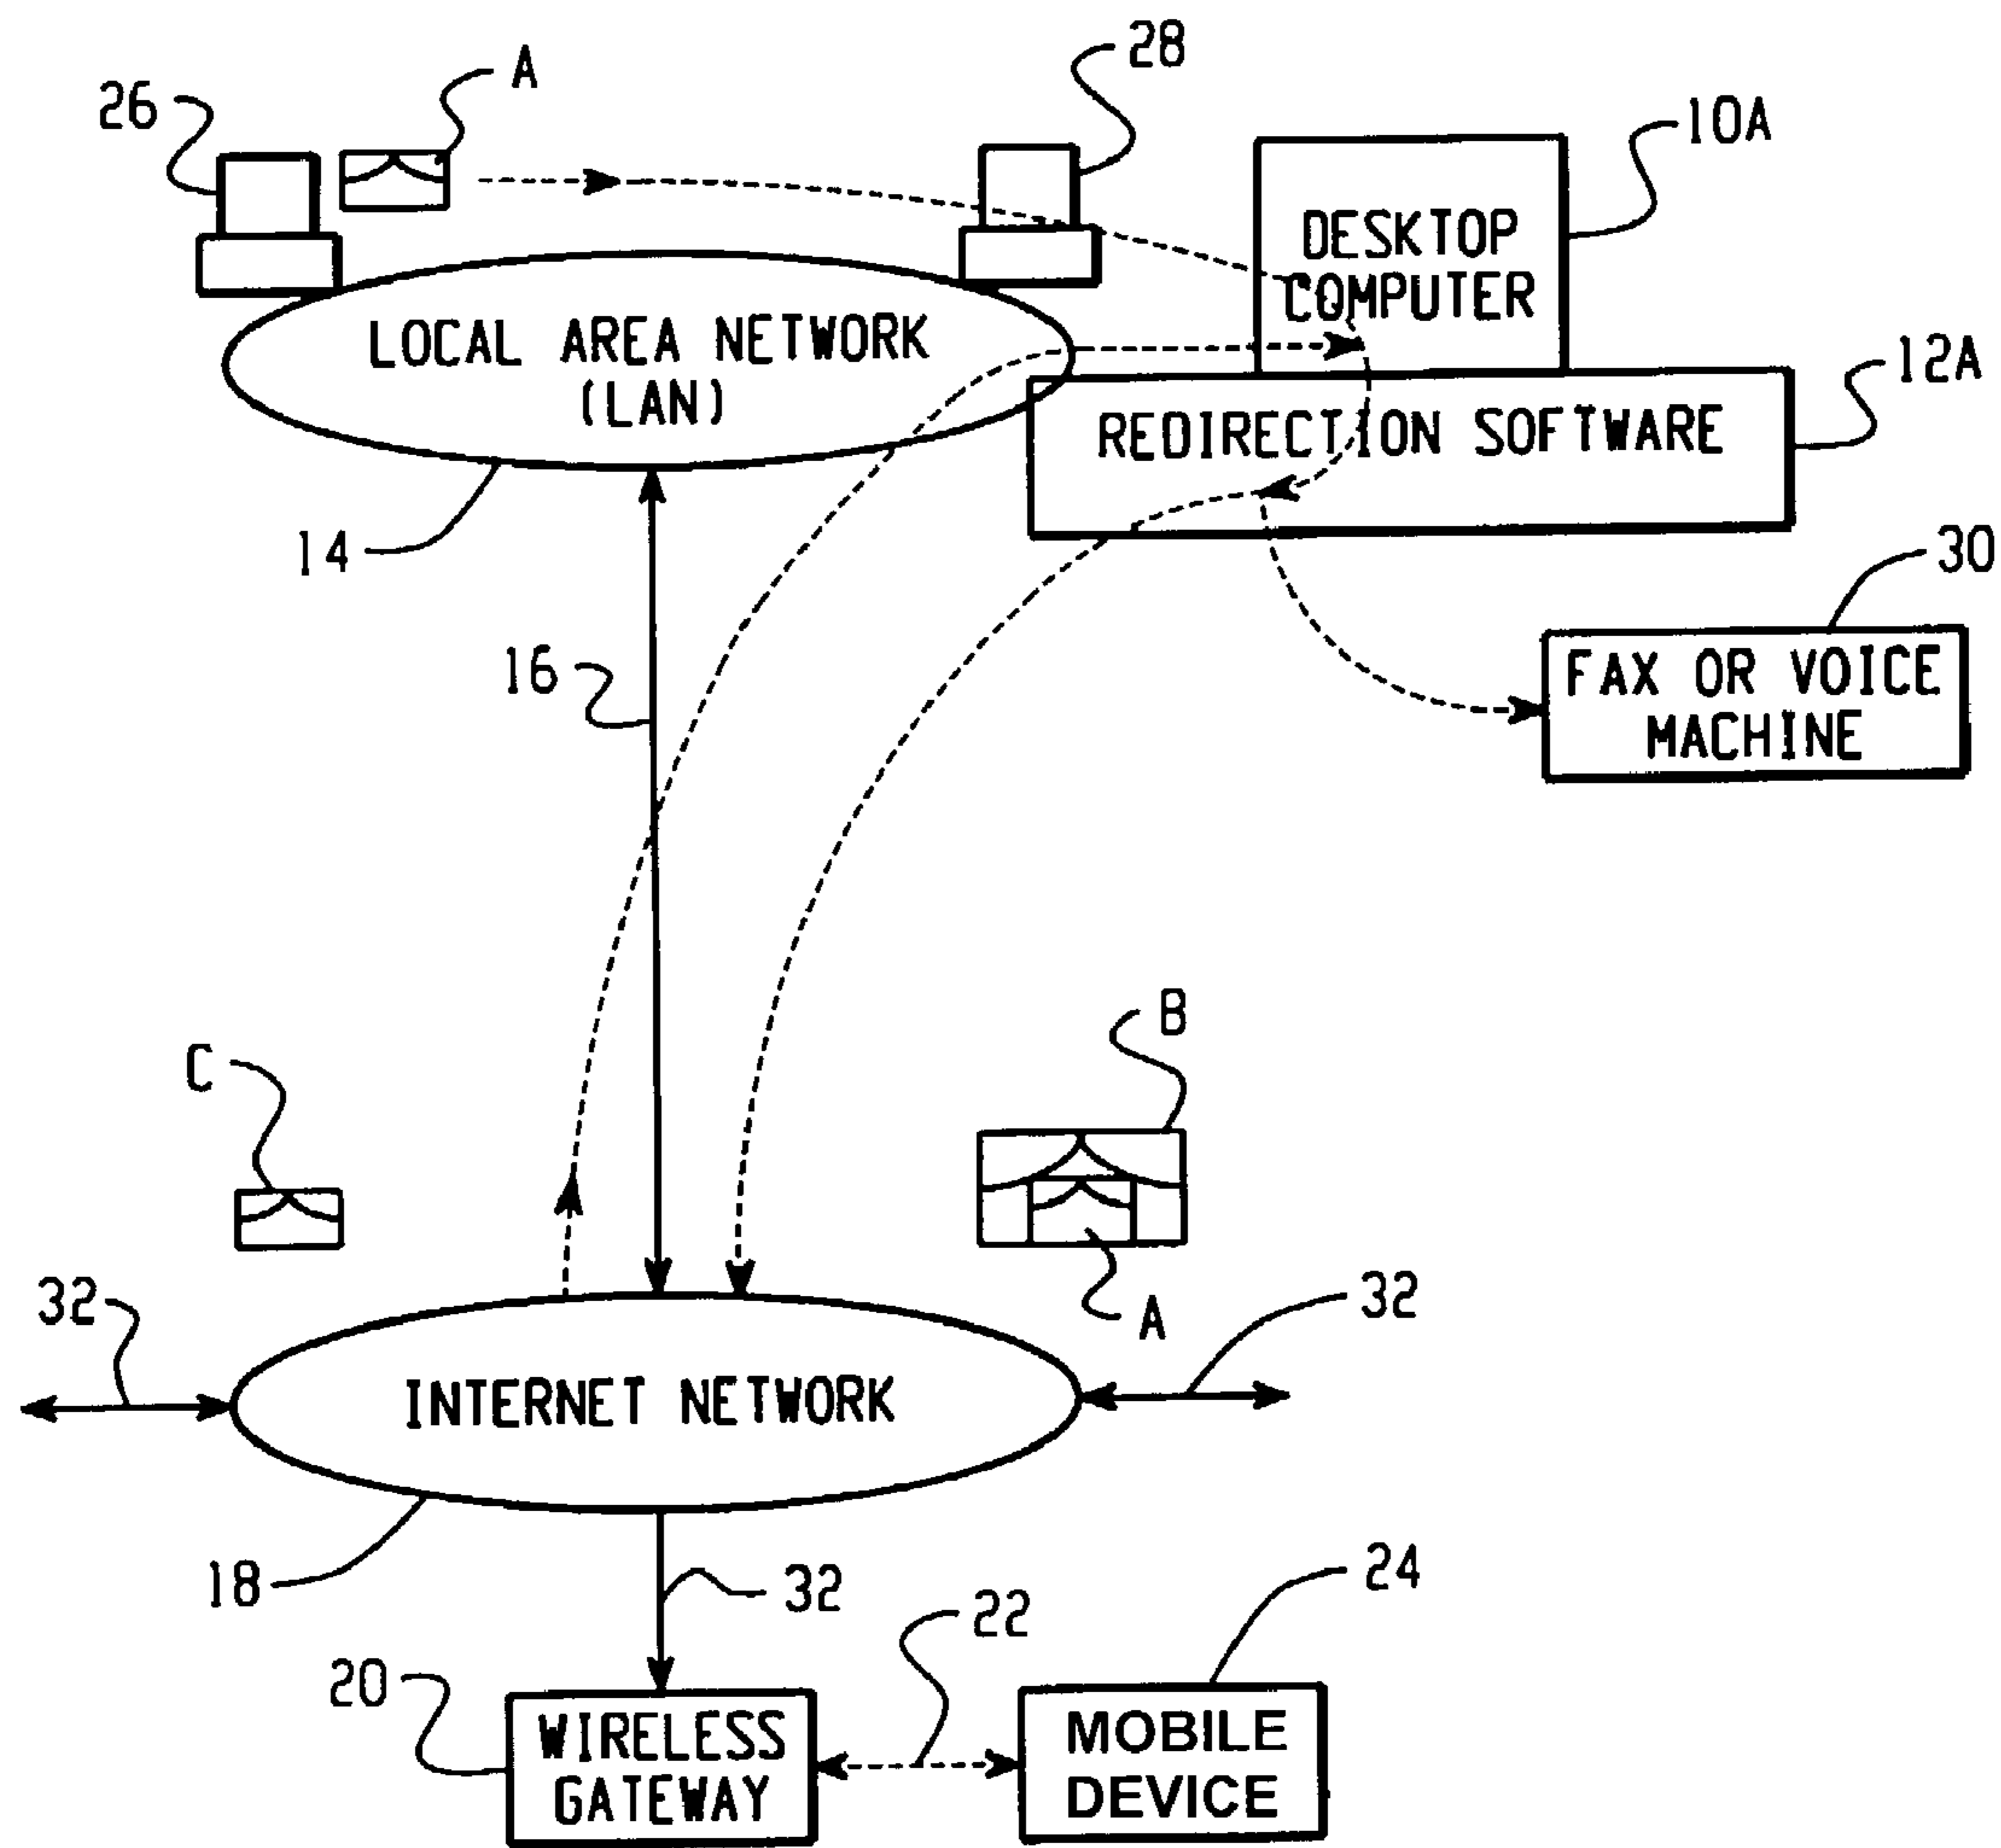 26
A
28
10A
DESKTOP
COMPUTER
LOCAL AREA NETWORK
(LAN)
12A
REDIRECTION SOFTWARE
14
30
16
FAX OR VOICE
MACHINE
B
C
A
32
32
INTERNET NETWORK
18
32
22
24
20
WIRELESS
GATEWAY
MOBILE
DEVICE